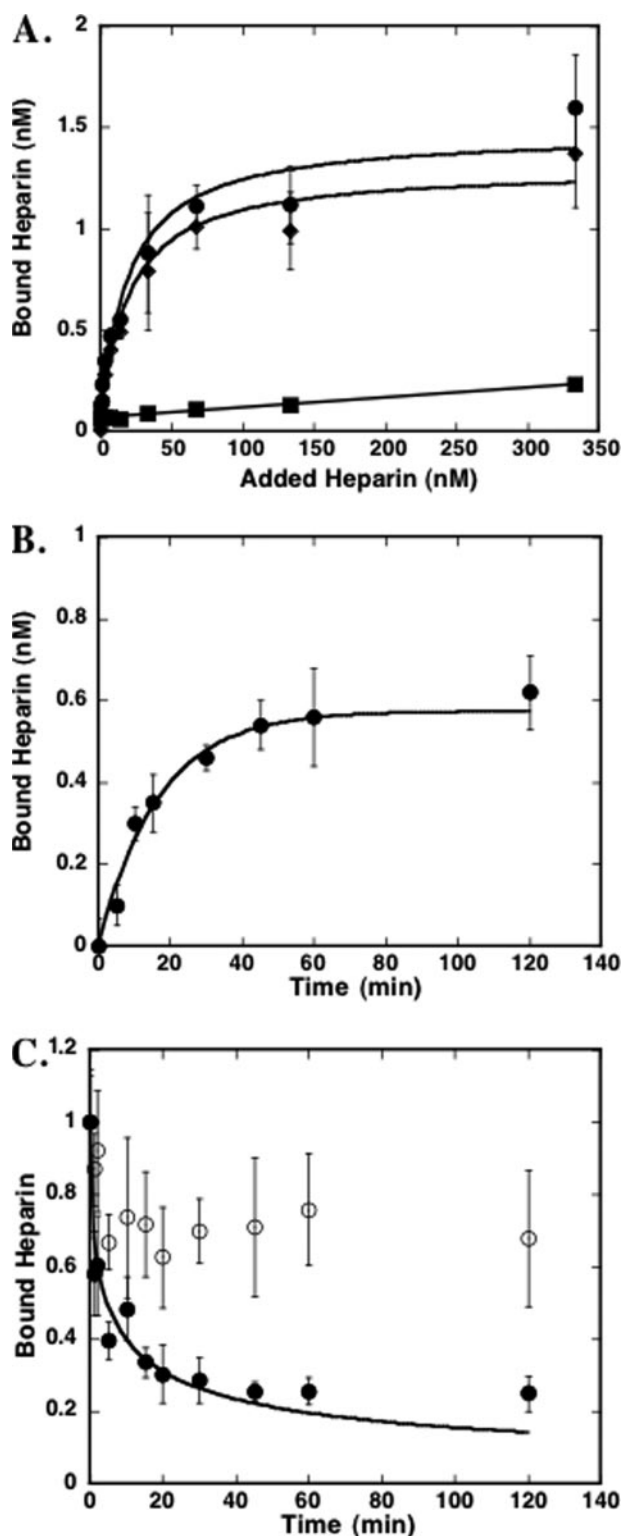 A.
2
1.5
1
0.5
0
Bound Heparin (nM)
0 50 100 150 200 250 300 350
Added Heparin (nM)
B.
1
0.8
0.6
0.4
0.2
0
Bound Heparin (nM)
0 20 40 60 80 100 120 140
Time (min)
C.
1.2
1
0.8
0.6
0.4
0.2
0
Bound Heparin
0 20 40 60 80 100 120 140
Time (min)